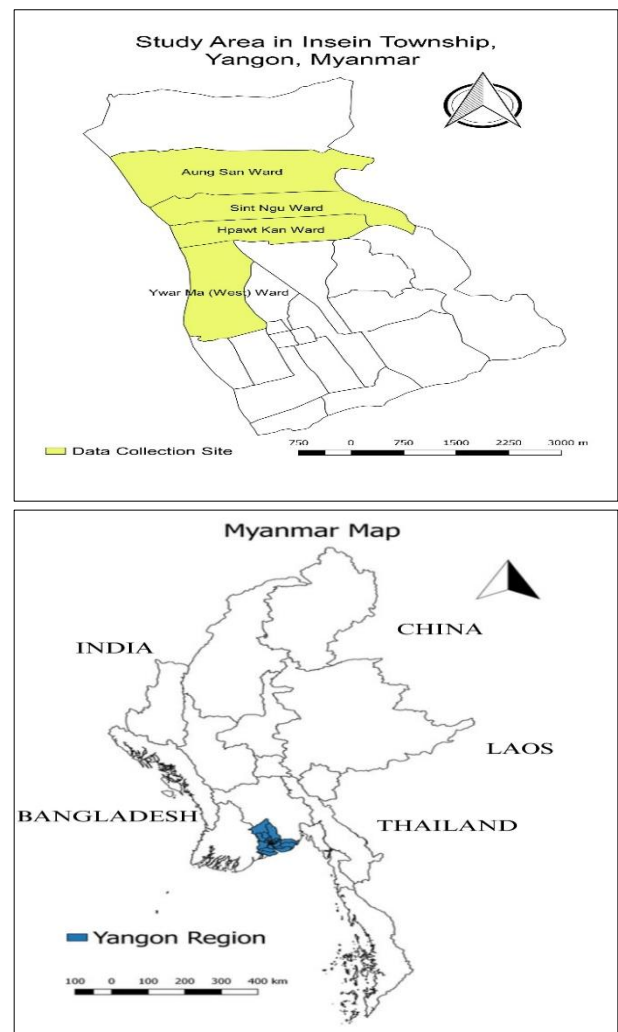 Study Area in Insein Township,
Yangon, Myanmar
Aung San Ward
Sint Ngu Ward
Hpawt Kan Ward
Ywar Ma (West) Ward
Data Collection Site
750 0 750 1500 2250 3000 m
Myanmar Map
CHINA
INDIA
LAOS
BANGLADESH
THAILAND
Yangon Region
100 0 100 200 300 400 km